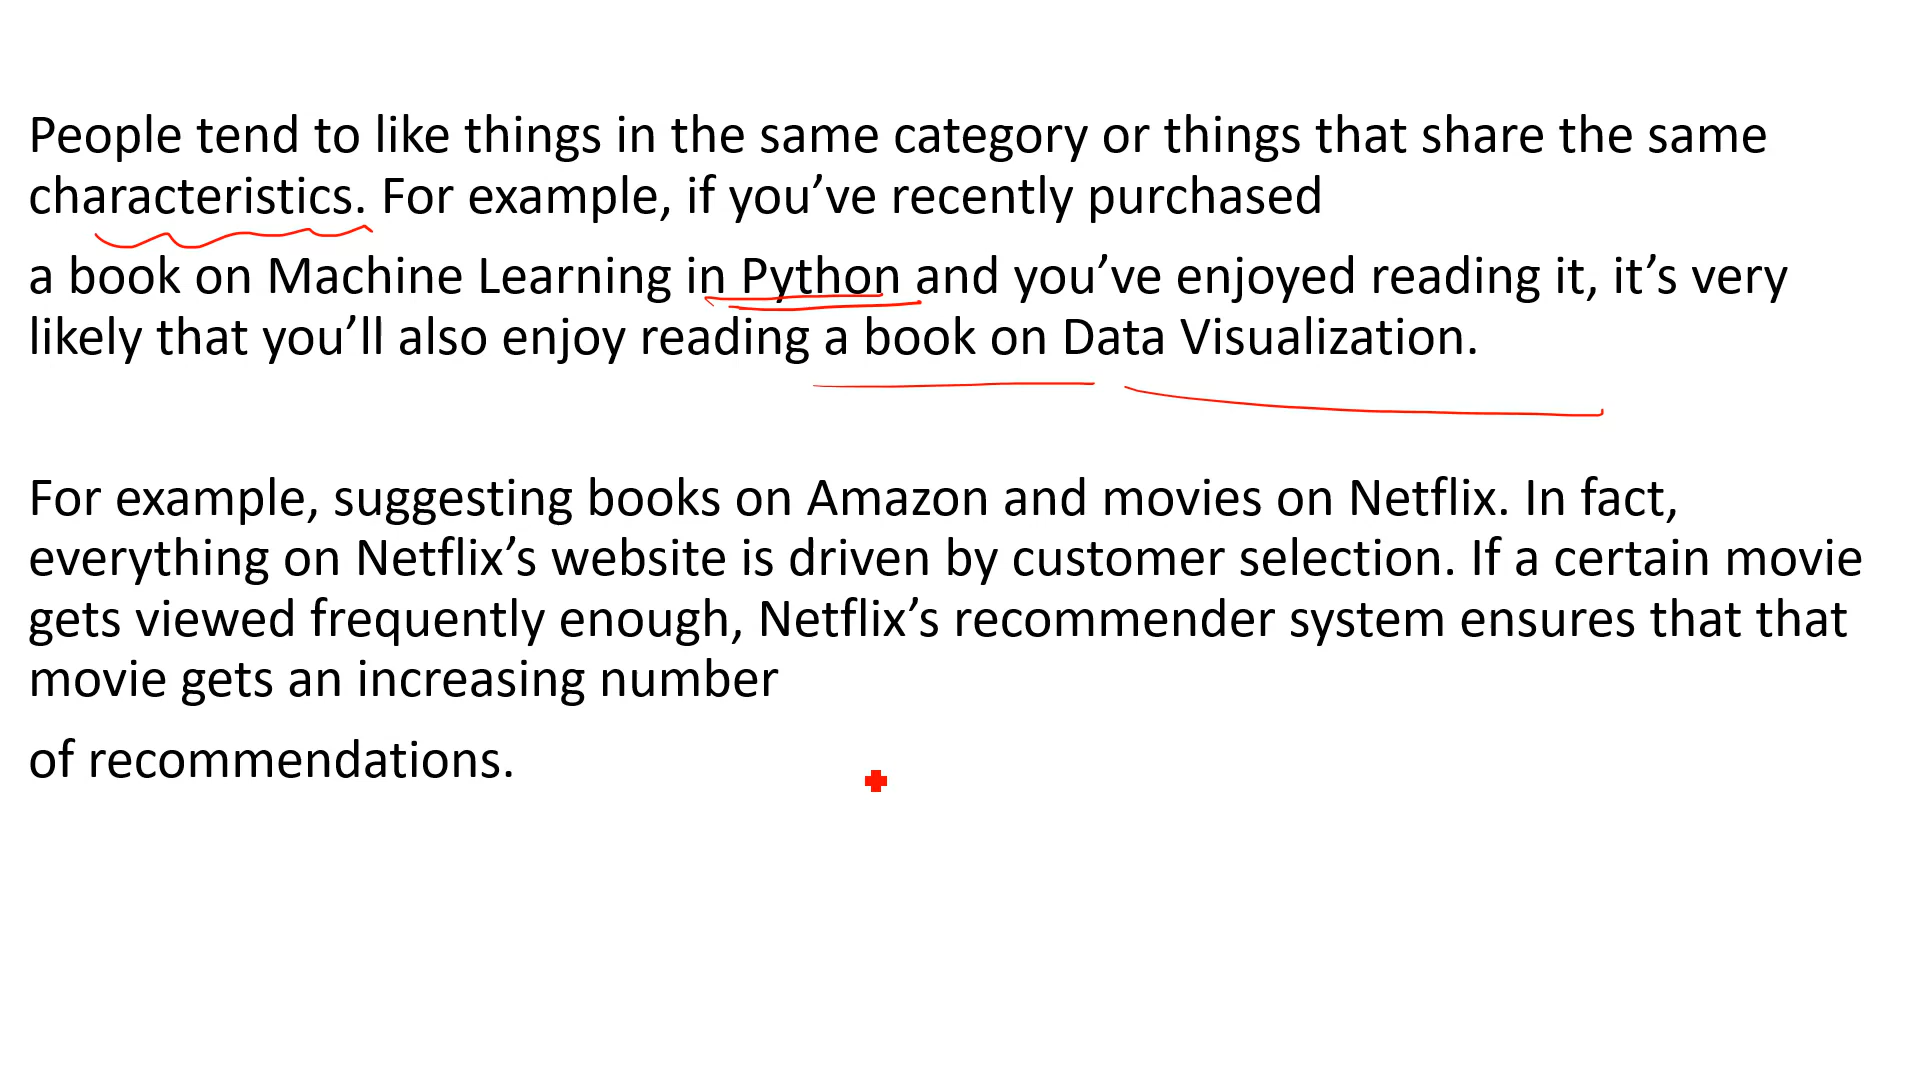 People tend to like things in the same category or things that share the same
characteristics. For example, if you’ve recently purchased
a book on Machine Learning in Python and you’ve enjoyed reading it, it’s very
likely that you’ll also enjoy reading a book on Data Visualization.
For example, suggesting books on Amazon and movies on Netflix. In fact,
everything on Netflix’s website is driven by customer selection. If a certain movie
gets viewed frequently enough, Netflix’s recommender system ensures that that
movie gets an increasing number
of recommendations.